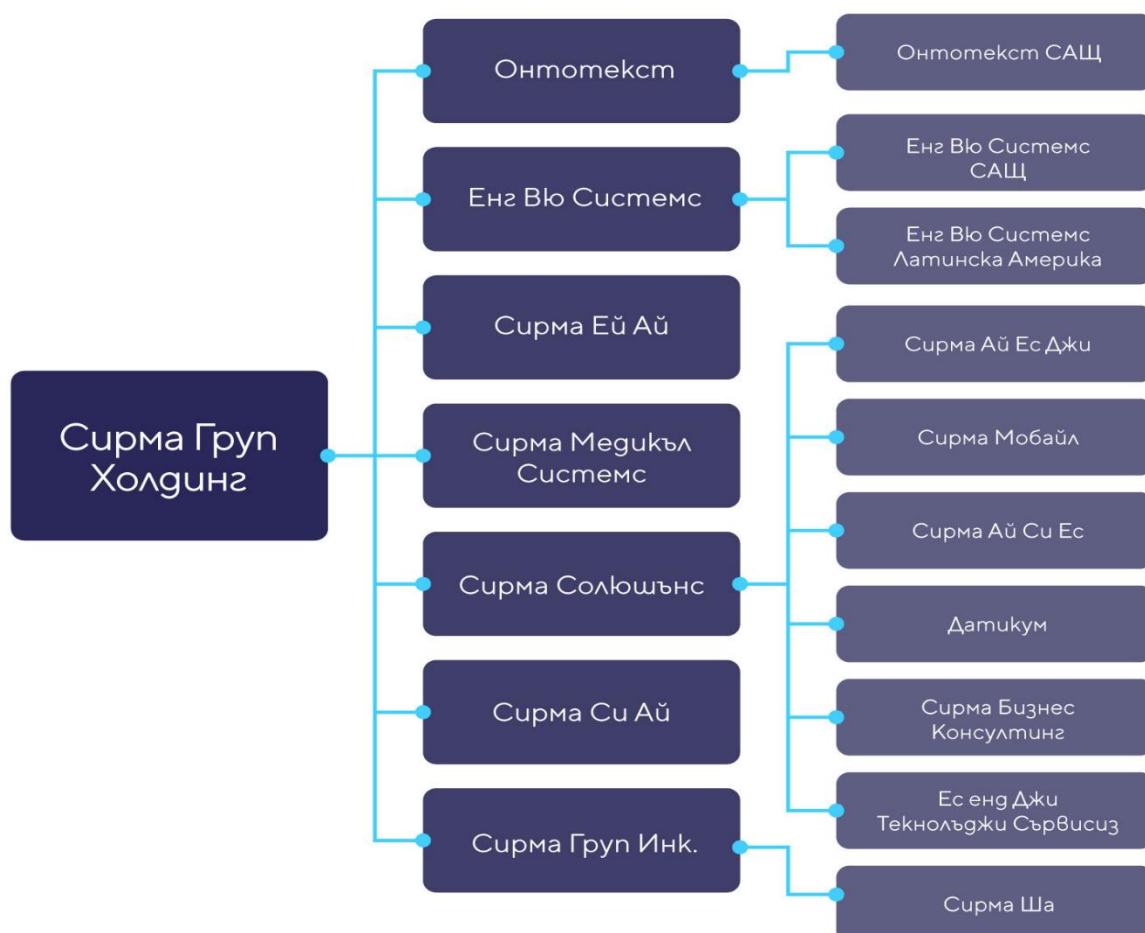 Сирма Груп
Холдинг
Онтотекст
Енг Вю Системс
Сирма Ей Ай
Сирма Медикъл
Системс
Сирма Солюшънс
Сирма Си Ай
Сирма Груп Инк.
Онтотекст САЩ
Енг Вю Системс
САЩ
Енг Вю Системс
Латинска Америка
Сирма Ай Ес Джи
Сирма Мобайл
Сирма Ай Си Ес
Датикум
Сирма Бизнес
Консултинг
Ес енд Джи
Текнолъджи Сървисиз
Сирма Ша